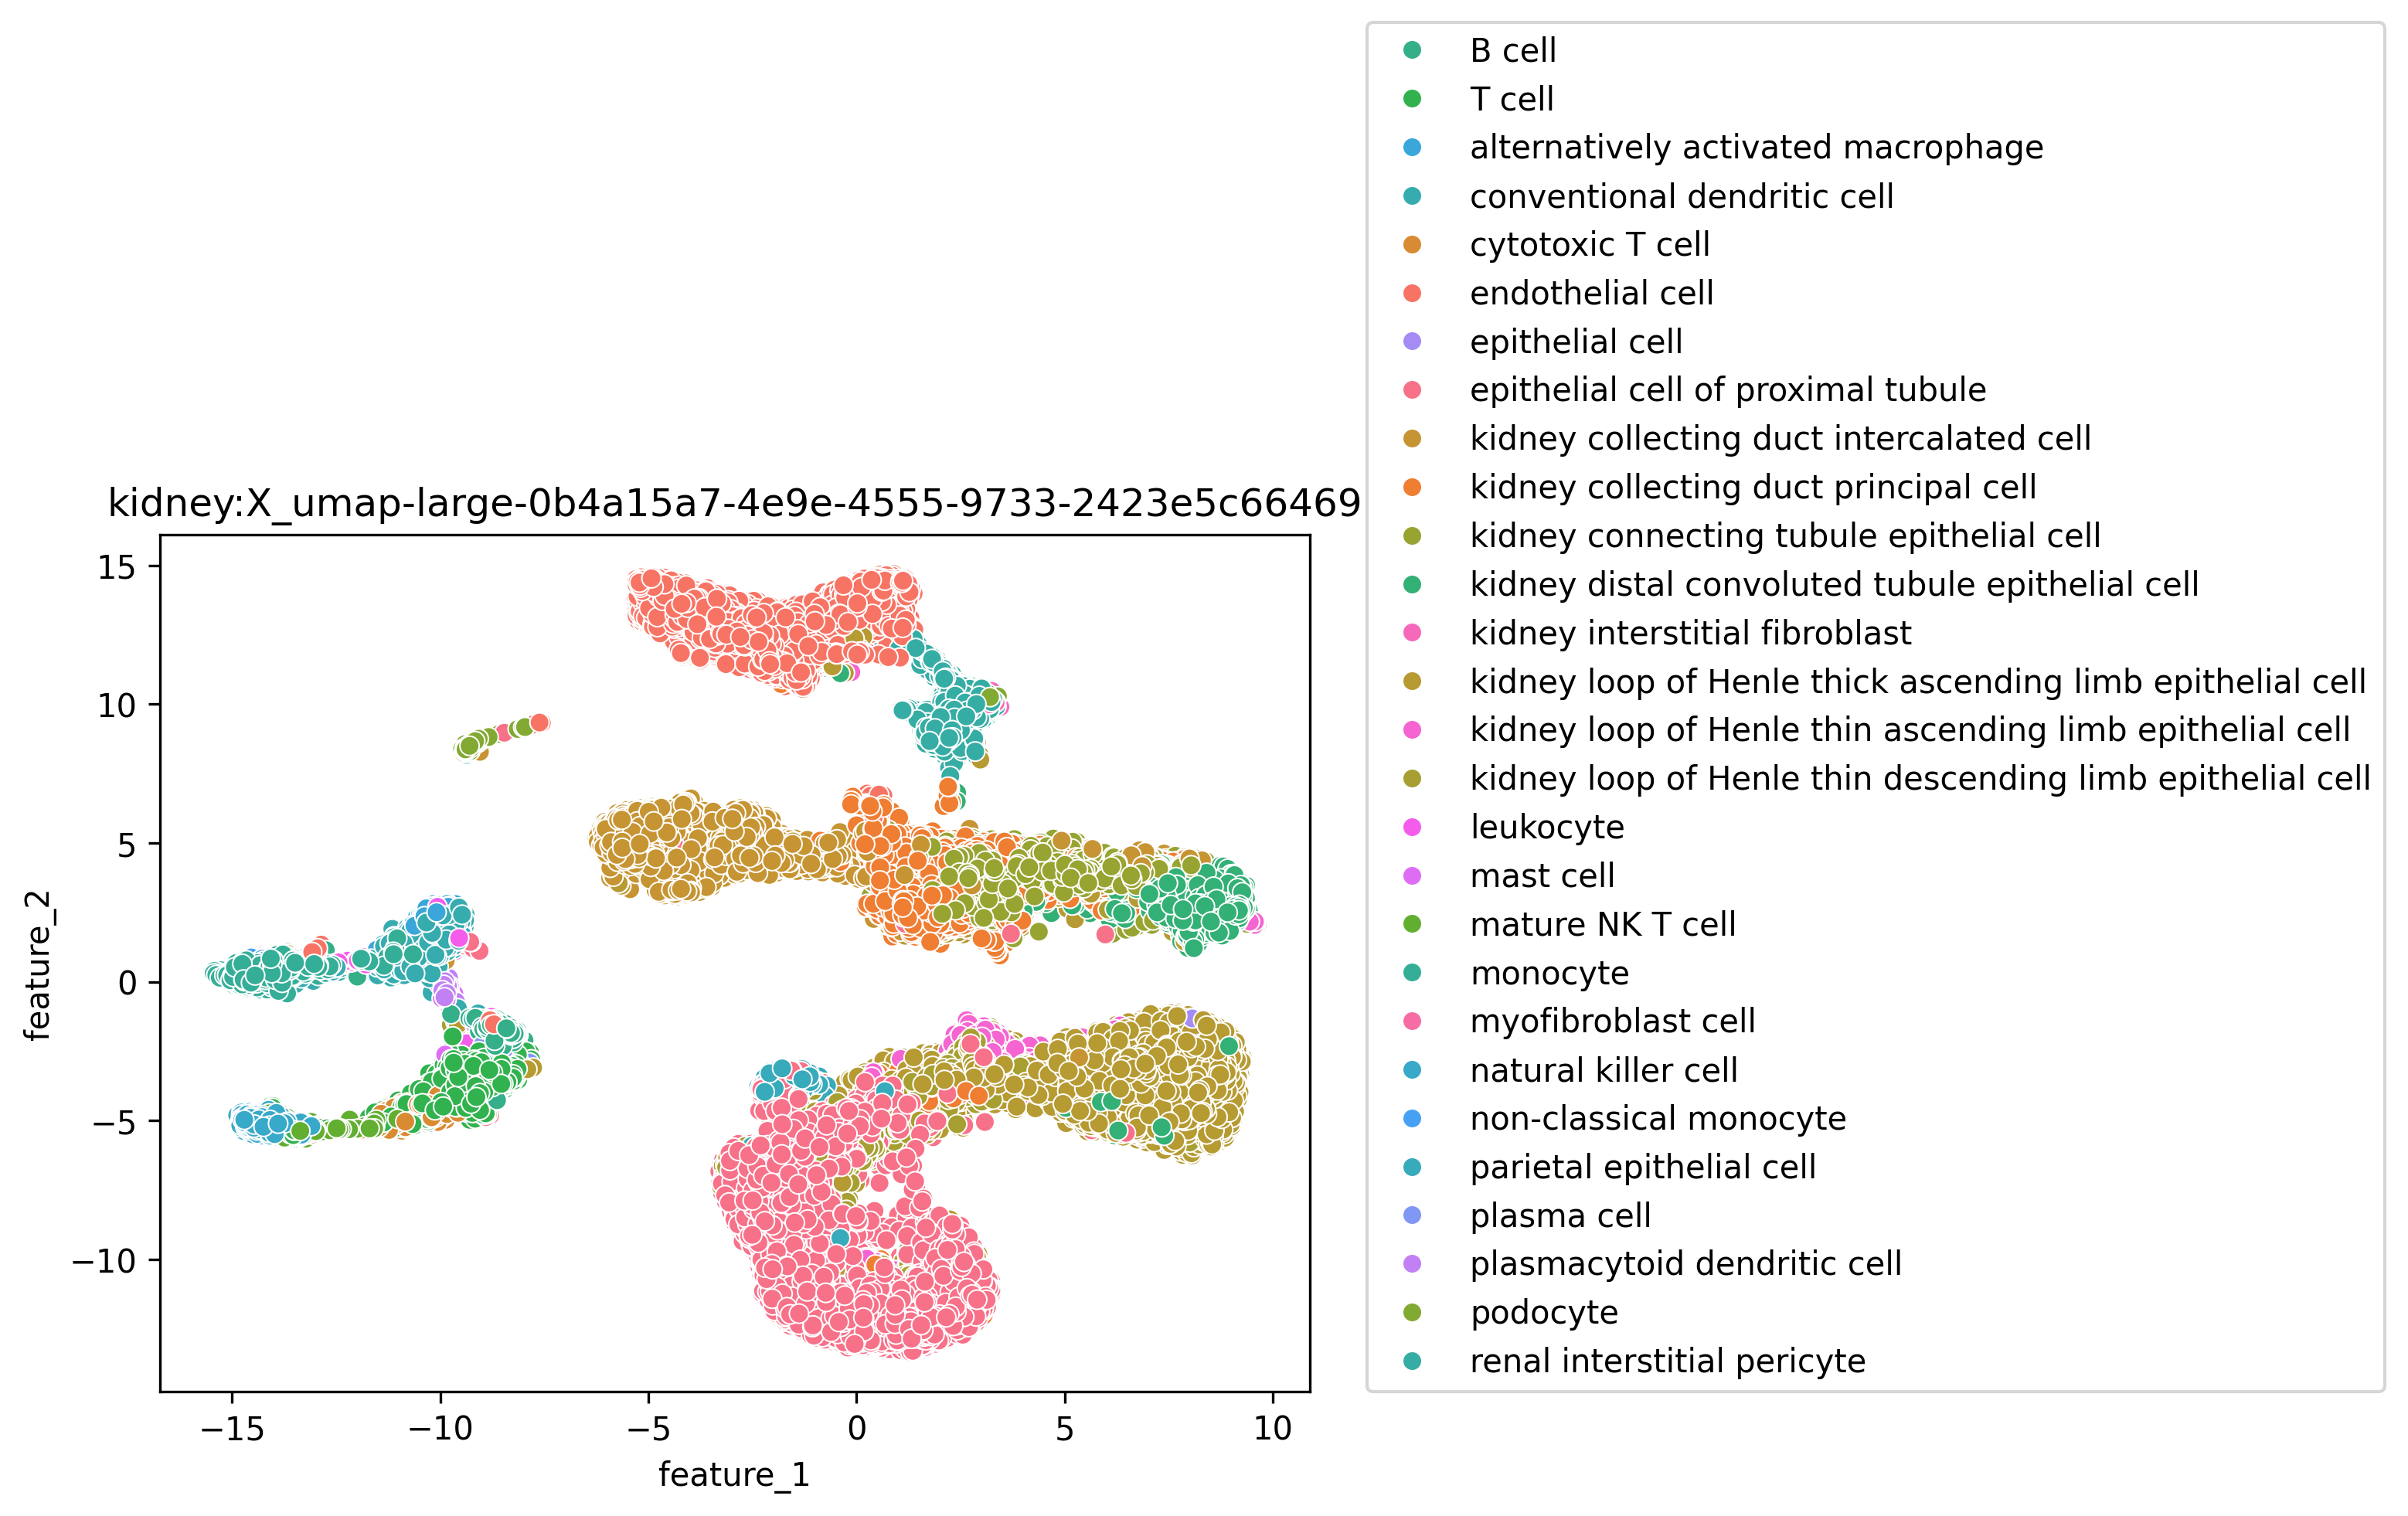 B cell
T cell
alternatively activated macrophage
conventional dendritic cell
cytotoxic T cell
endothelial cell
epithelial cell
epithelial cell of proximal tubule
kidney collecting duct intercalated cell
kidney collecting duct principal cell
kidney connecting tubule epithelial cell
kidney distal convoluted tubule epithelial cell
kidney interstitial fibroblast
kidney loop of Henle thick ascending limb epithelial cell
kidney loop of Henle thin ascending limb epithelial cell
kidney loop of Henle thin descending limb epithelial cell
leukocyte
mast cell
mature NK T cell
monocyte
myofibroblast cell
natural killer cell
non-classical monocyte
parietal epithelial cell
plasma cell
plasmacytoid dendritic cell
podocyte
renal interstitial pericyte
kidney:X_umap-large-0b4a15a7-4e9e-4555-9733-2423e5c66469
15
10
5
0
−5
−10
feature_2
−15
−10
−5
0
5
10
feature_1